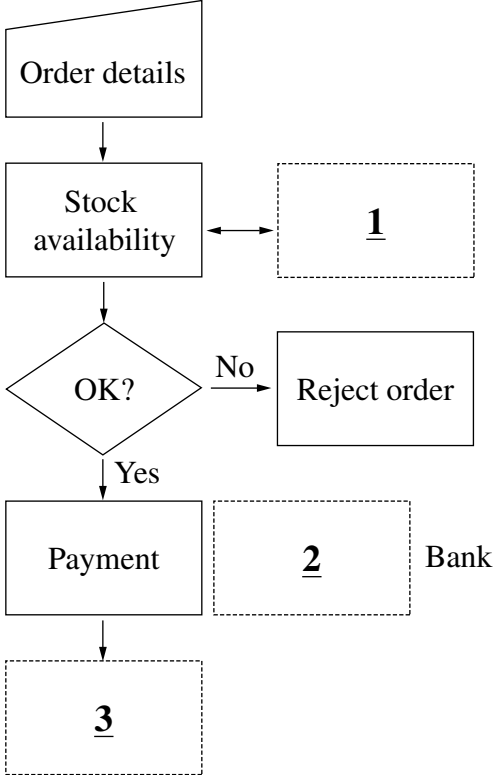 Order details
Stock
availability
1
OK?
No
Reject order
Yes
Payment
2
Bank
3